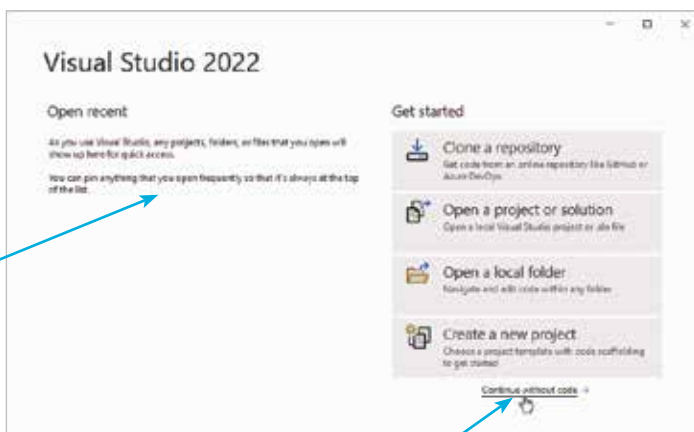 Visual Studio 2022
Open recent
As you use Visual Studio, any projects, folders, or files that you open will
show up here for quick access.
You can pin anything that you open frequently so that it's always at the top
of the list.
Get started
Clone a repository
Get code from an online repository like GitHub or
Azure DevOps
Open a project or solution
Open a local Visual Studio project or .sln file
Open a local folder
Navigate and edit code within any folder
Create a new project
Choose a project template with code scaffolding
to get started
Continue without code →